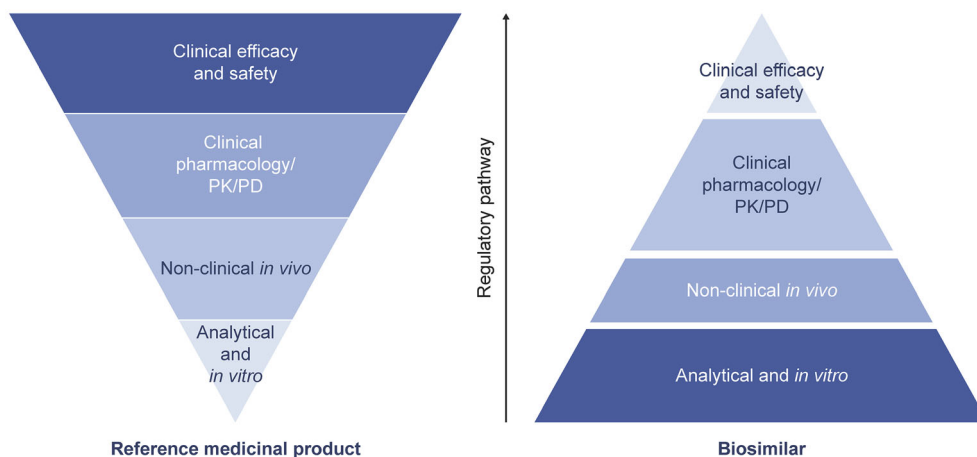 Clinical efficacy
and safety
Clinical
pharmacology/
PK/PD
Non-clinical in vivo
Analytical
and
in vitro
Reference medicinal product
Regulatory pathway
Clinical efficacy
and safety
Clinical
pharmacology/
PK/PD
Non-clinical in vivo
Analytical and in vitro
Biosimilar